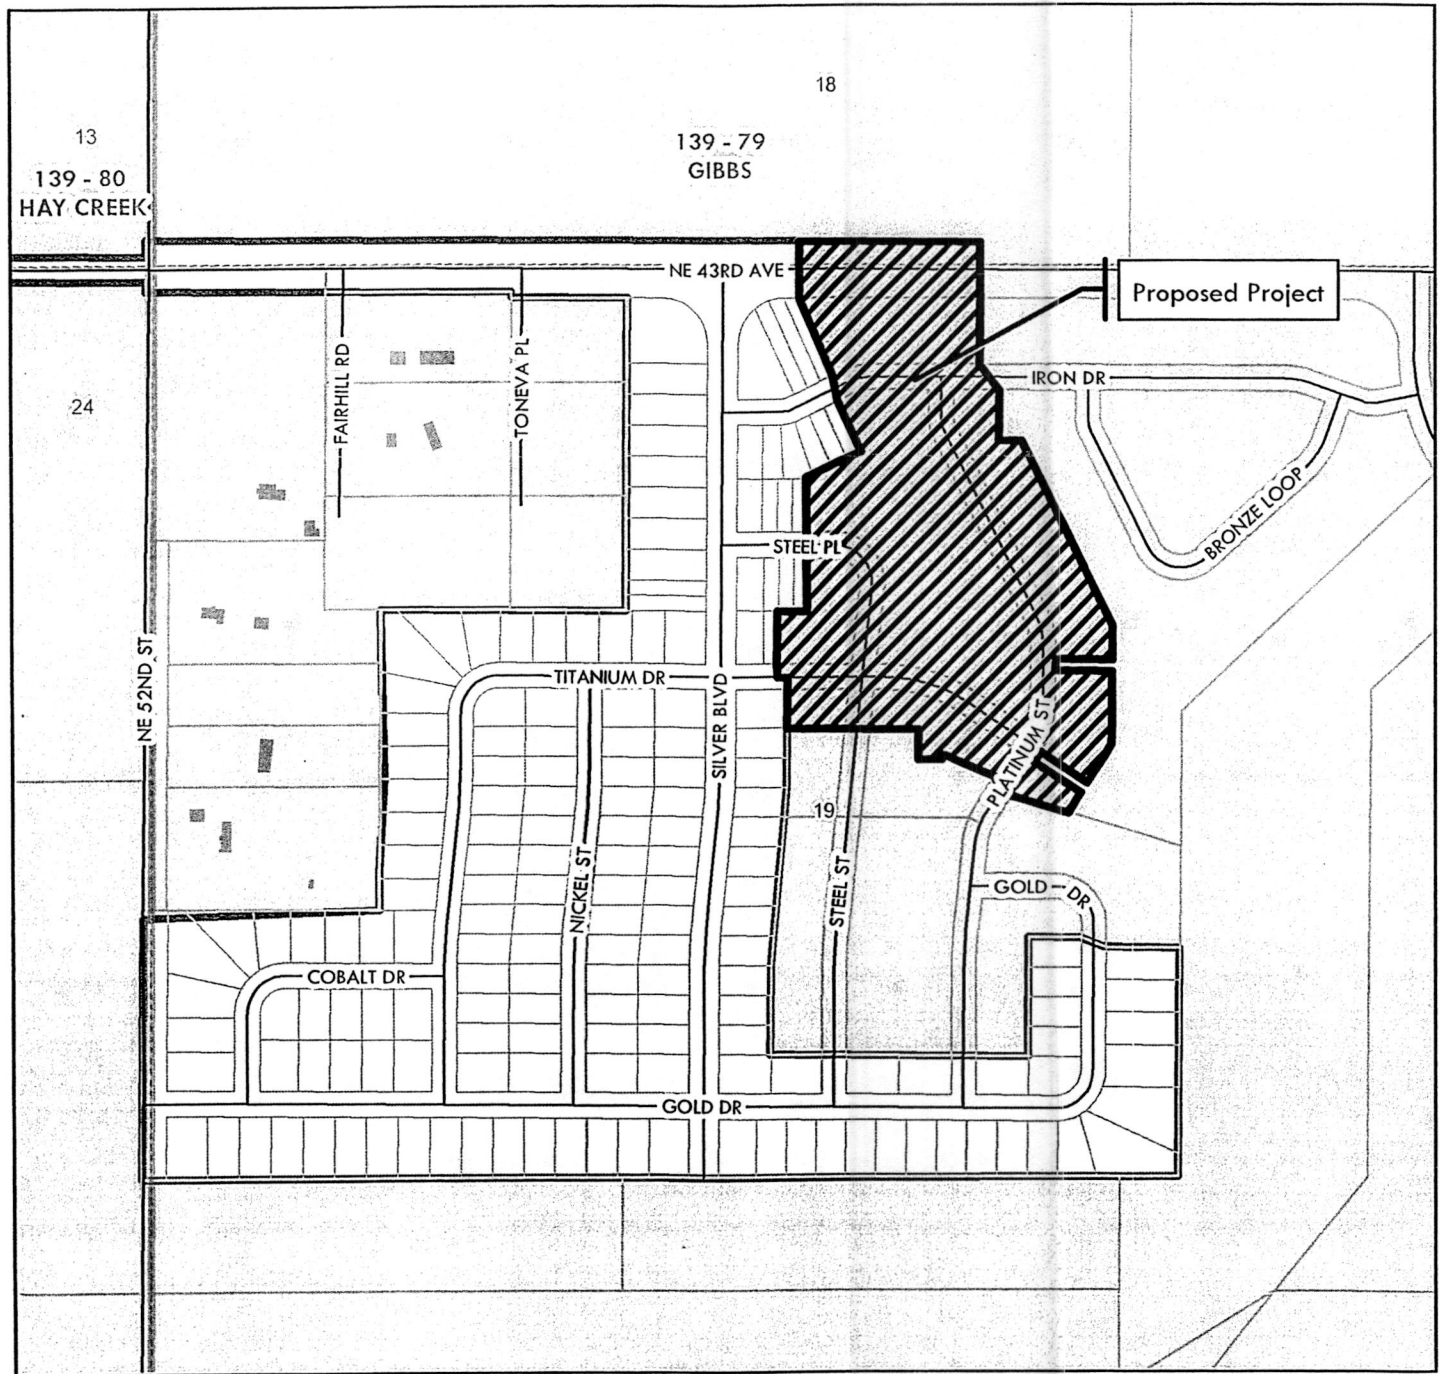 18
13
139 - 79
GIBBS
139 - 80
HAY CREEK
NE 43RD AVE
Proposed Project
FAIRHILL RD
TONEVA PL
IRON DR
24
BRONZE LOOP
STEEL PL
NE 52ND ST
TITANIUM DR
SILVER BLVD
PLATINUM ST
19
NICKEL ST
STEEL ST
GOLD DR
COBALT DR
GOLD DR